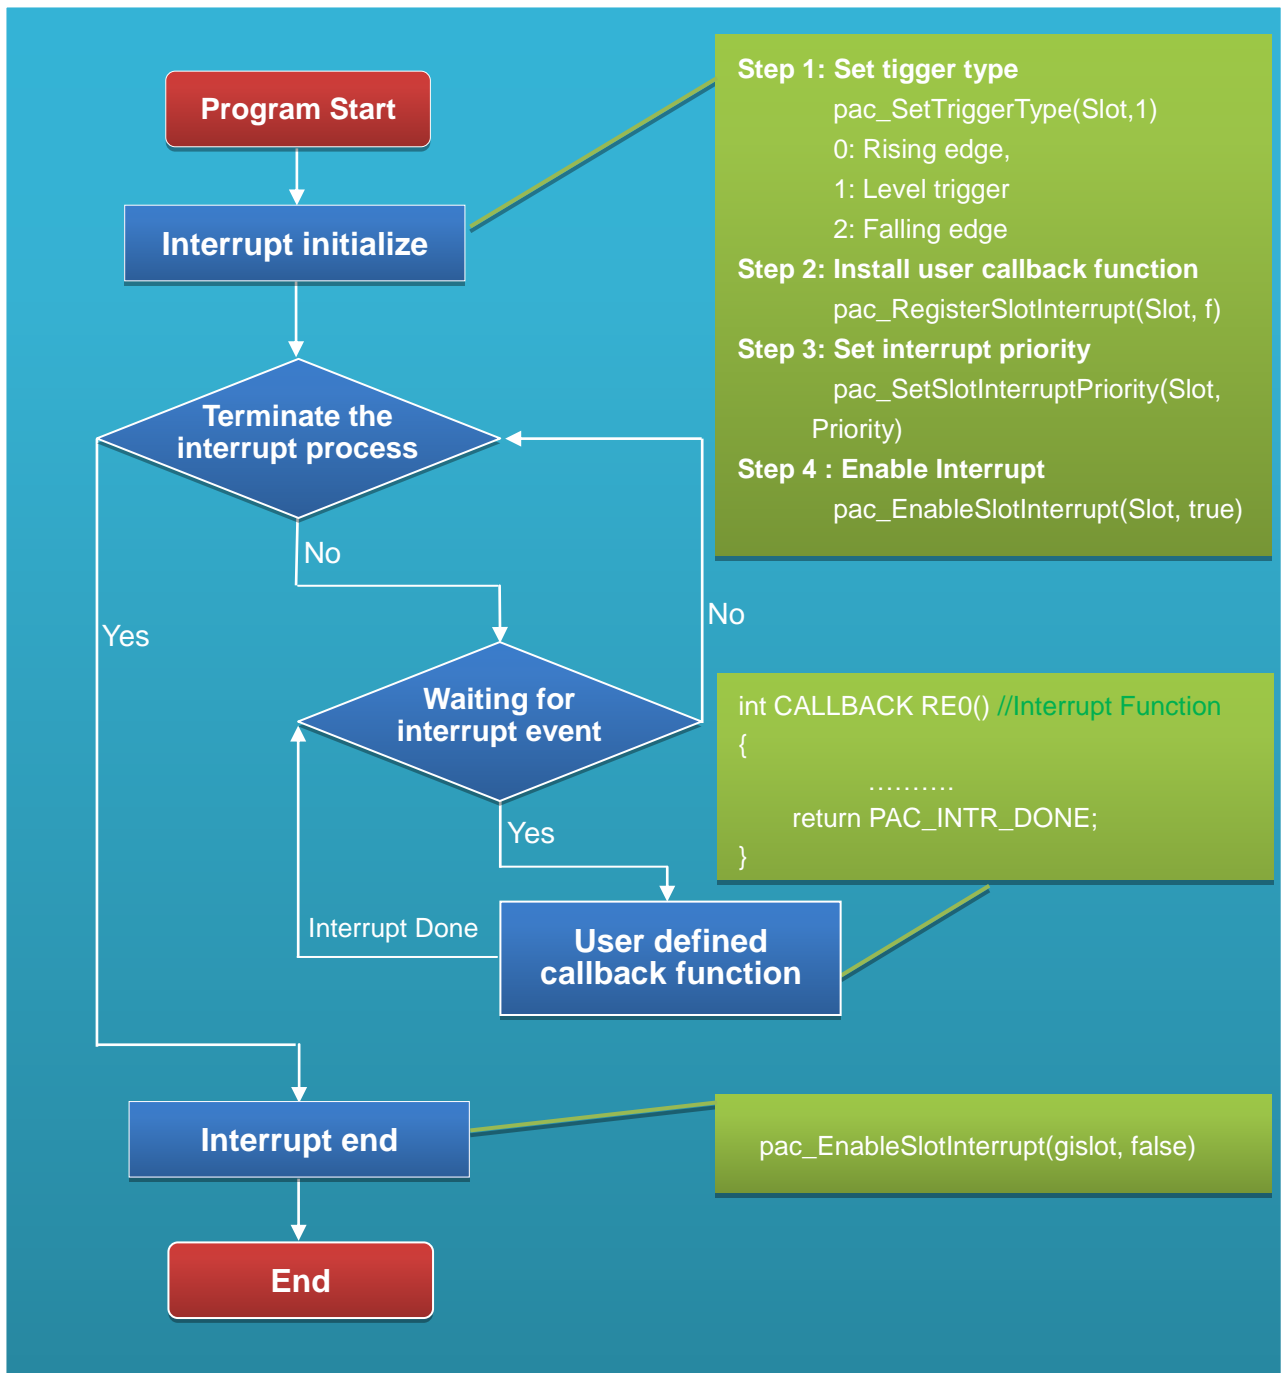 Program Start
Interrupt initialize
Step 1: Set tigger type
pac_SetTriggerType(Slot,1)
0: Rising edge,
1: Level trigger
2: Falling edge
Step 2: Install user callback function
pac_RegisterSlotInterrupt(Slot, f)
Step 3: Set interrupt priority
pac_SetSlotInterruptPriority(Slot,
Priority)
Step 4 : Enable Interrupt
pac_EnableSlotInterrupt(Slot, true)
Terminate the
interrupt process
No
Yes
No
Waiting for
interrupt event
Yes
int CALLBACK RE0() //Interrupt Function
{
..........
return PAC_INTR_DONE;
}
Interrupt Done
User defined
callback function
Interrupt end
pac_EnableSlotInterrupt(gislot, false)
End